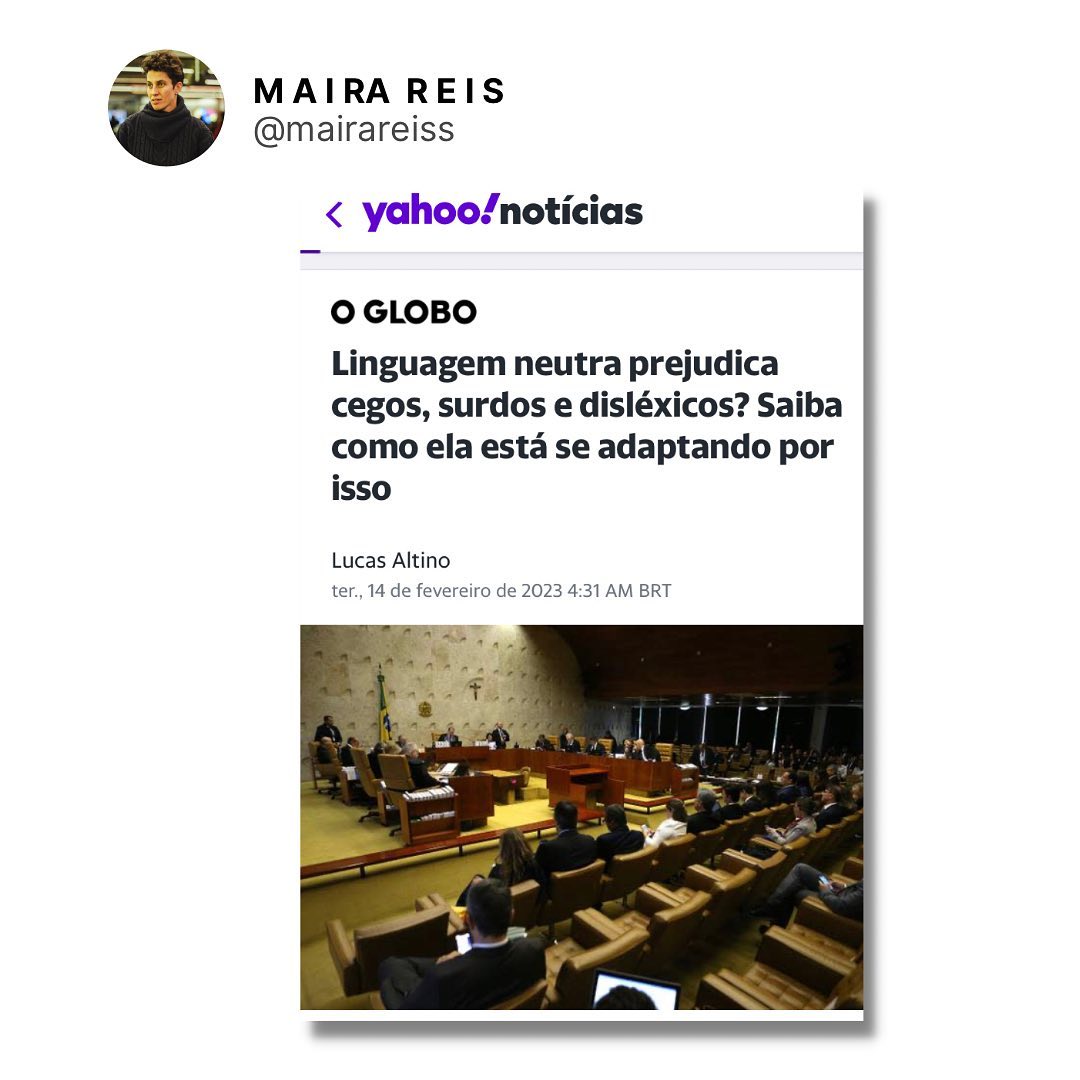 MAIRA REIS
@mairareiss
yahoo!notícias
O GLOBO
Linguagem neutra prejudica
cegos, surdos e disléxicos? Saiba
como ela está se adaptando por
isso
Lucas Altino
ter., 14 de fevereiro de 2023 4:31 AM BRT